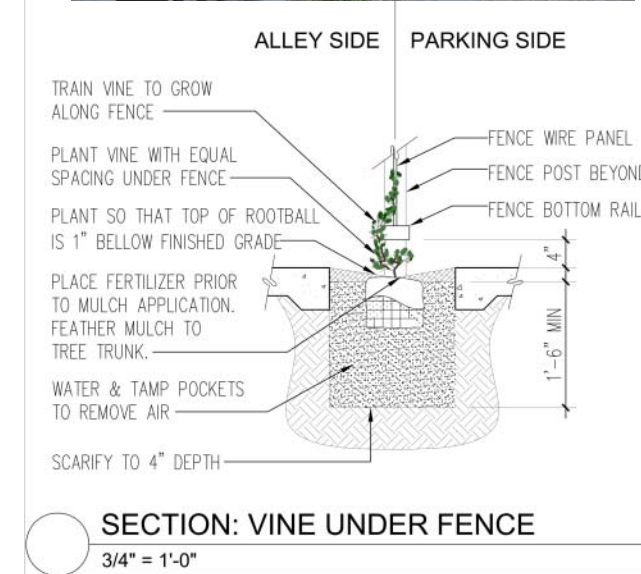 ALLEY SIDE
PARKING SIDE
TRAIN VINE TO GROW
ALONG FENCE
PLANT VINE WITH EQUAL
SPACING UNDER FENCE
PLANT SO THAT TOP OF ROOTBALL
IS 1" BELLOW FINISHED GRADE
PLACE FERTILIZER PRIOR
TO MULCH APPLICATION.
FEATHER MULCH TO
TREE TRUNK.
WATER & TAMP POCKETS
TO REMOVE AIR
SCARIFY TO 4" DEPTH
FENCE WIRE PANEL
FENCE POST BEYOND
FENCE BOTTOM RAIL
4"
1'-6" MIN
SECTION: VINE UNDER FENCE
3/4" = 1'-0"